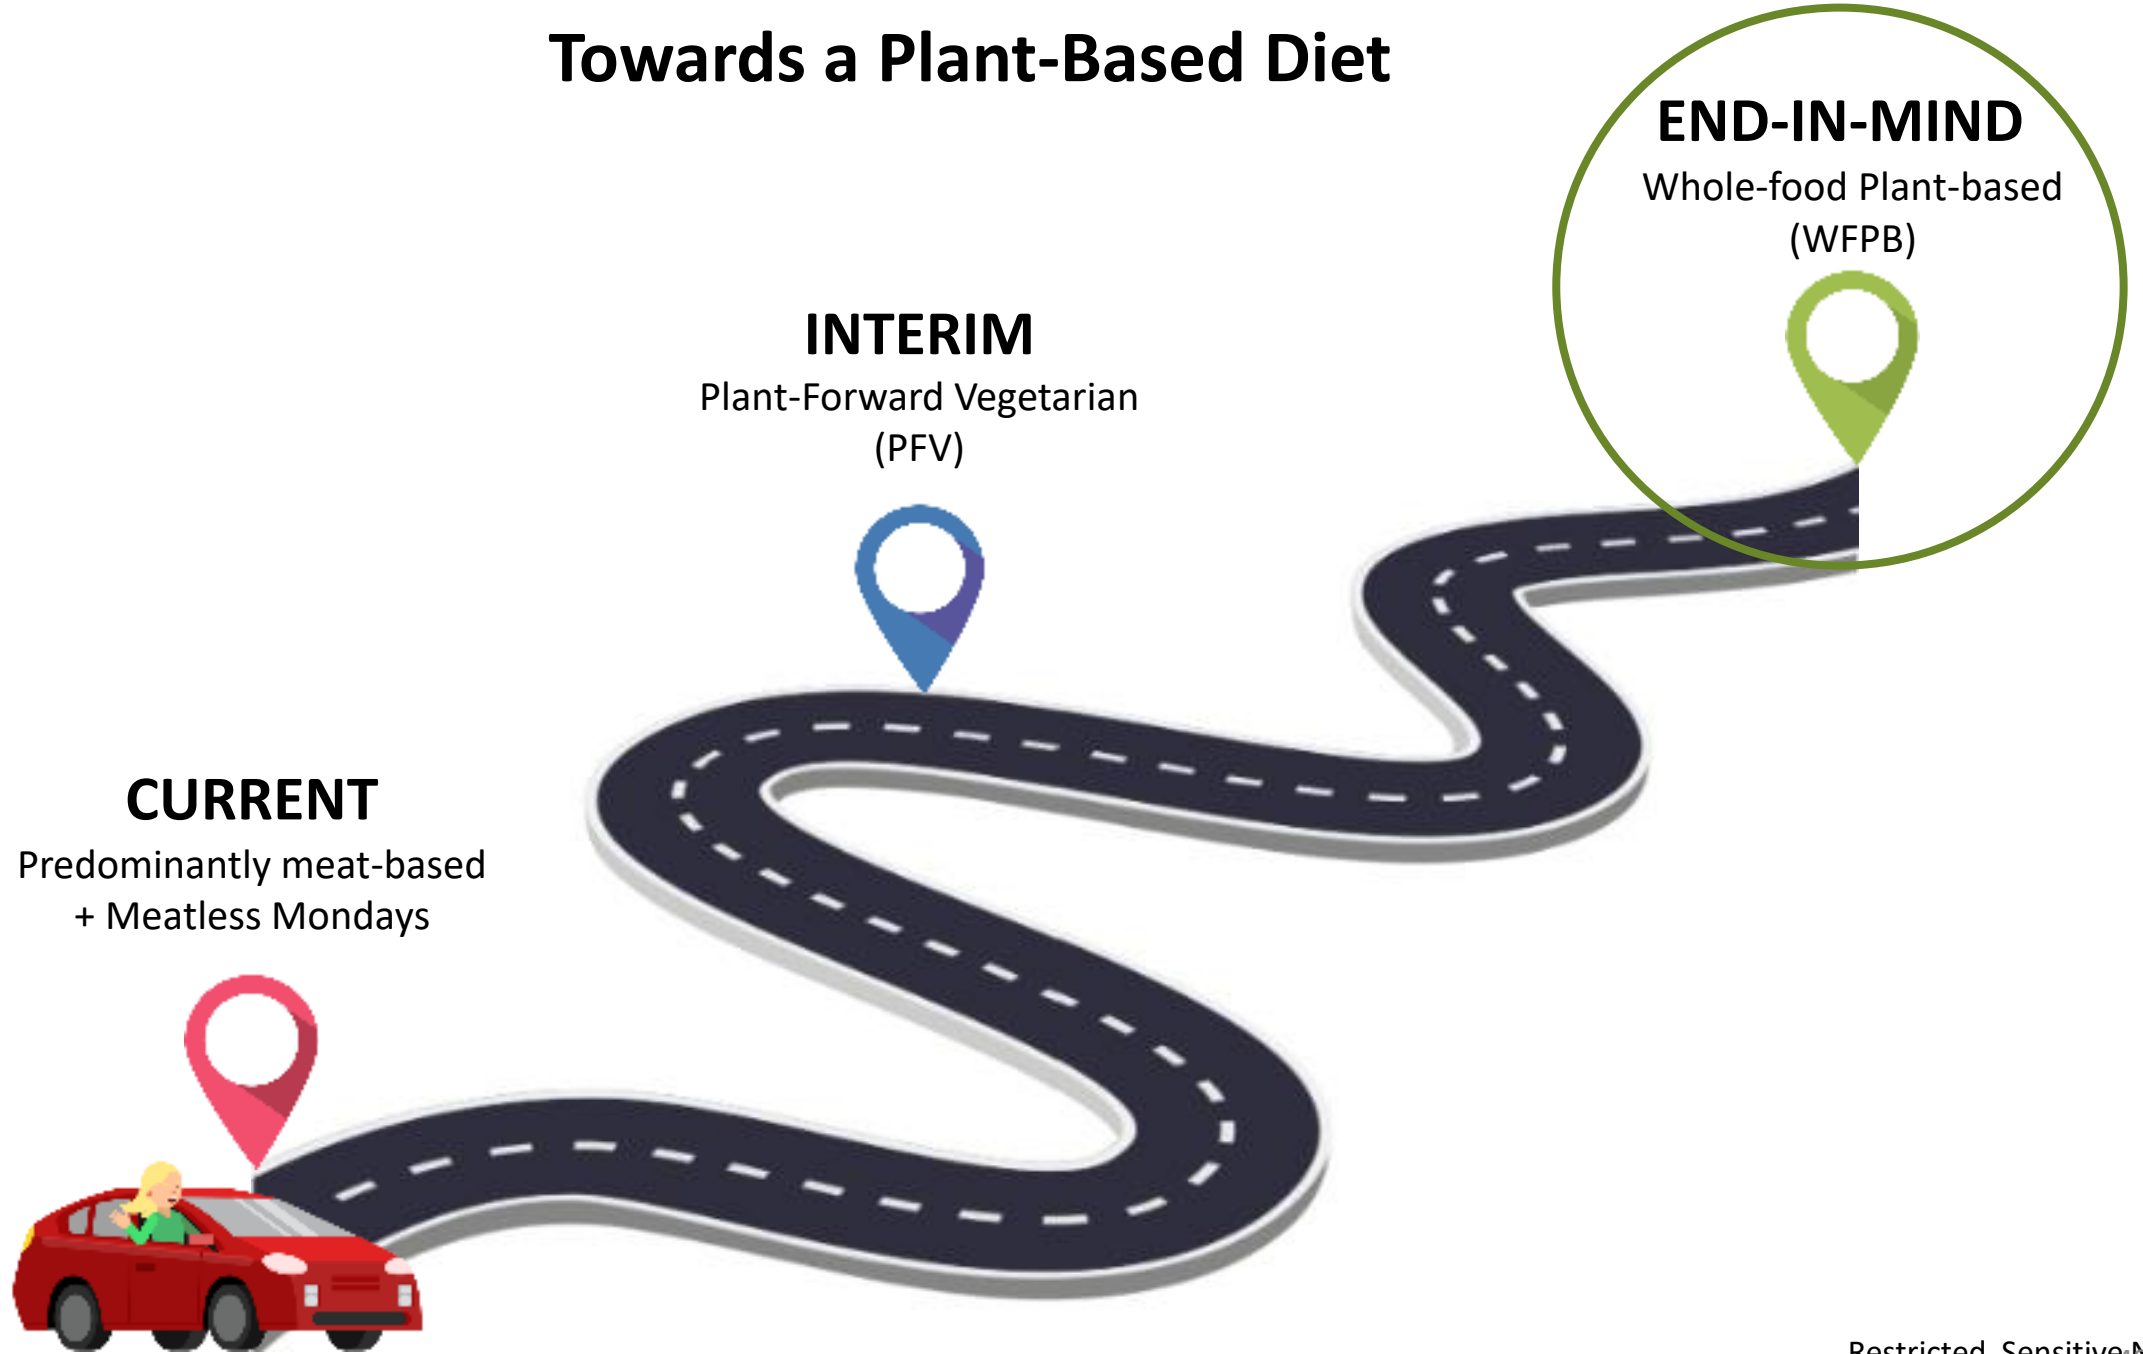 Towards a Plant-Based Diet
END-IN-MIND
Whole-food Plant-based
(WFPB)
INTERIM
Plant-Forward Vegetarian
(PFV)
CURRENT
Predominantly meat-based
+ Meatless Mondays
Restricted, Sensitive